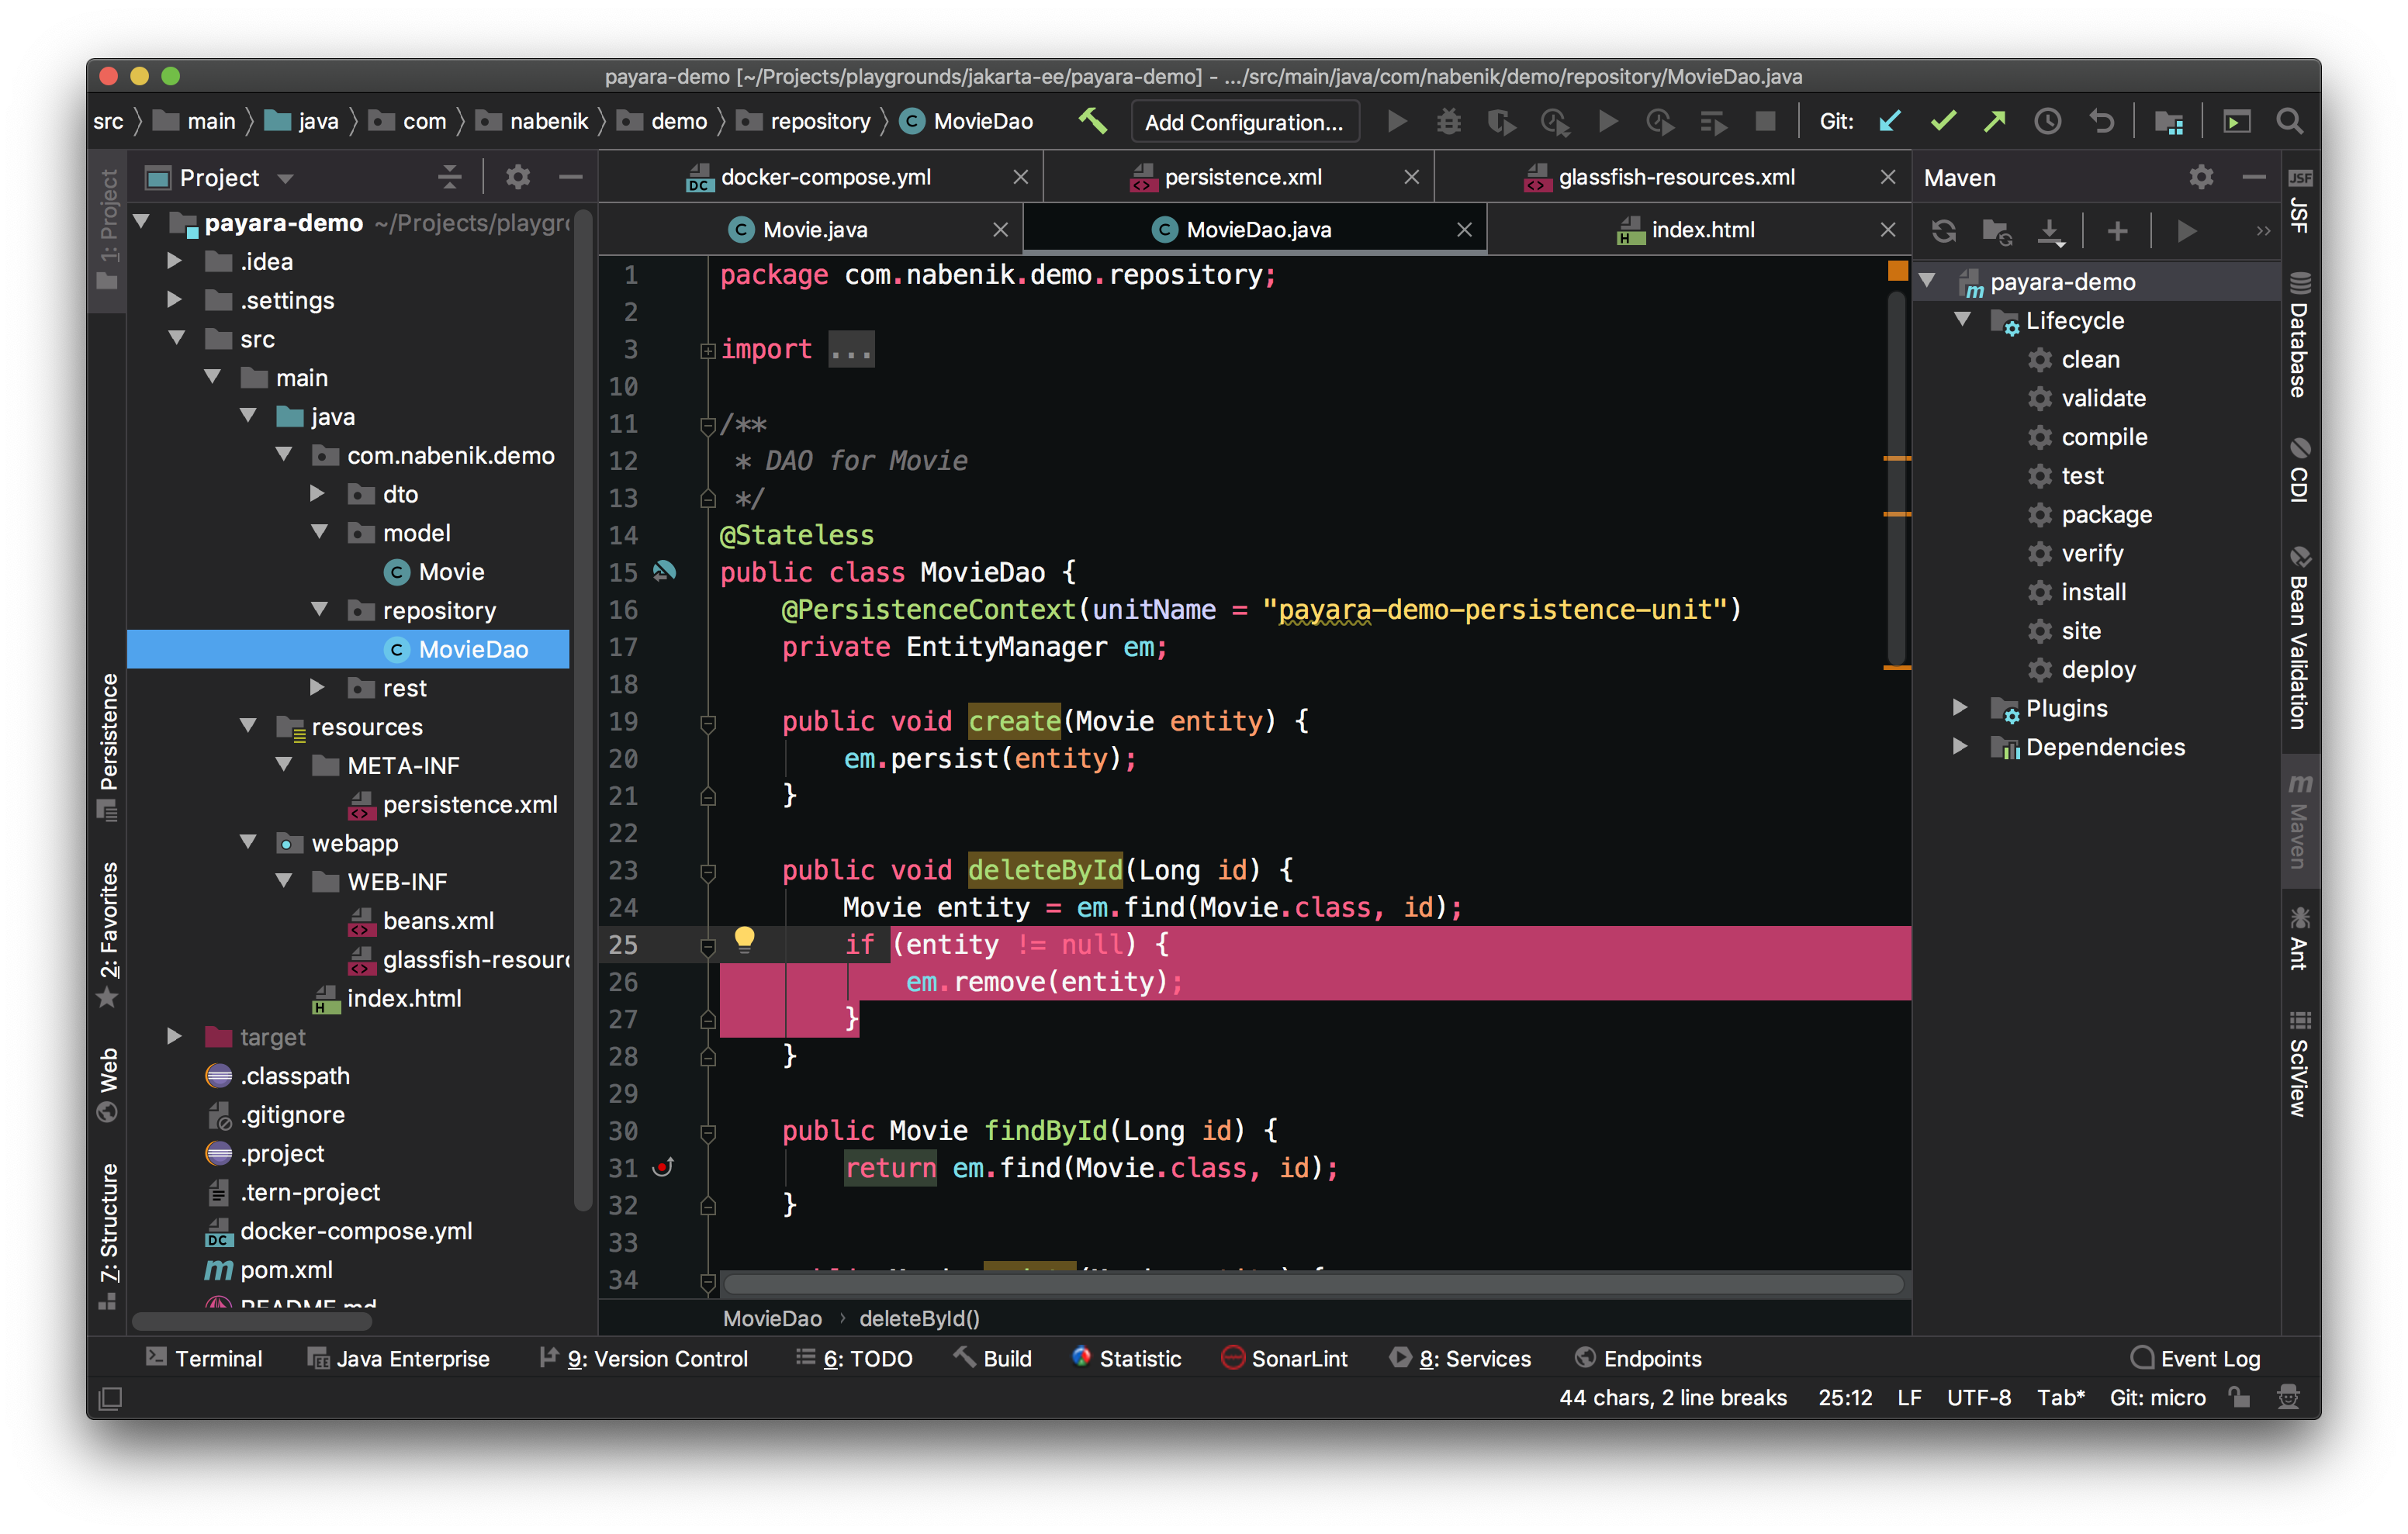 payara-demo [~/Projects/playgrounds/jakarta-ee/payara-demo] - .../src/main/java/com/nabenik/demo/repository/MovieDao.java
src main java com nabenik demo repository MovieDao Add Configuration... Git:
1: Project
Persistence
2: Favorites
Web
7: Structure
Project
payara-demo ~/Projects/playgr
.idea
.settings
src
main
java
com.nabenik.demo
dto
model
Movie
repository
MovieDao
rest
resources
META-INF
persistence.xml
webapp
WEB-INF
beans.xml
glassfish-resour
index.html
target
.classpath
.gitignore
.project
.tern-project
docker-compose.yml
pom.xml
README.md
docker-compose.yml persistence.xml glassfish-resources.xml
Movie.java MovieDao.java index.html
1 package com.nabenik.demo.repository;
2
3 import ...
10
11 /**
12 * DAO for Movie
13 */
14 @Stateless
15 public class MovieDao {
16 @PersistenceContext(unitName = "payara-demo-persistence-unit")
17 private EntityManager em;
18
19 public void create(Movie entity) {
20 em.persist(entity);
21 }
22
23 public void deleteById(Long id) {
24 Movie entity = em.find(Movie.class, id);
25 if (entity != null) {
26 em.remove(entity);
27 }
28 }
29
30 public Movie findById(Long id) {
31 return em.find(Movie.class, id);
32 }
33
34
MovieDao › deleteById()
Maven
payara-demo
Lifecycle
clean
validate
compile
test
package
verify
install
site
deploy
Plugins
Dependencies
JSF
Database
CDI
Bean Validation
Maven
Ant
SciView
Terminal Java Enterprise 9: Version Control 6: TODO Build Statistic SonarLint 8: Services Endpoints Event Log
44 chars, 2 line breaks 25:12 LF UTF-8 Tab* Git: micro